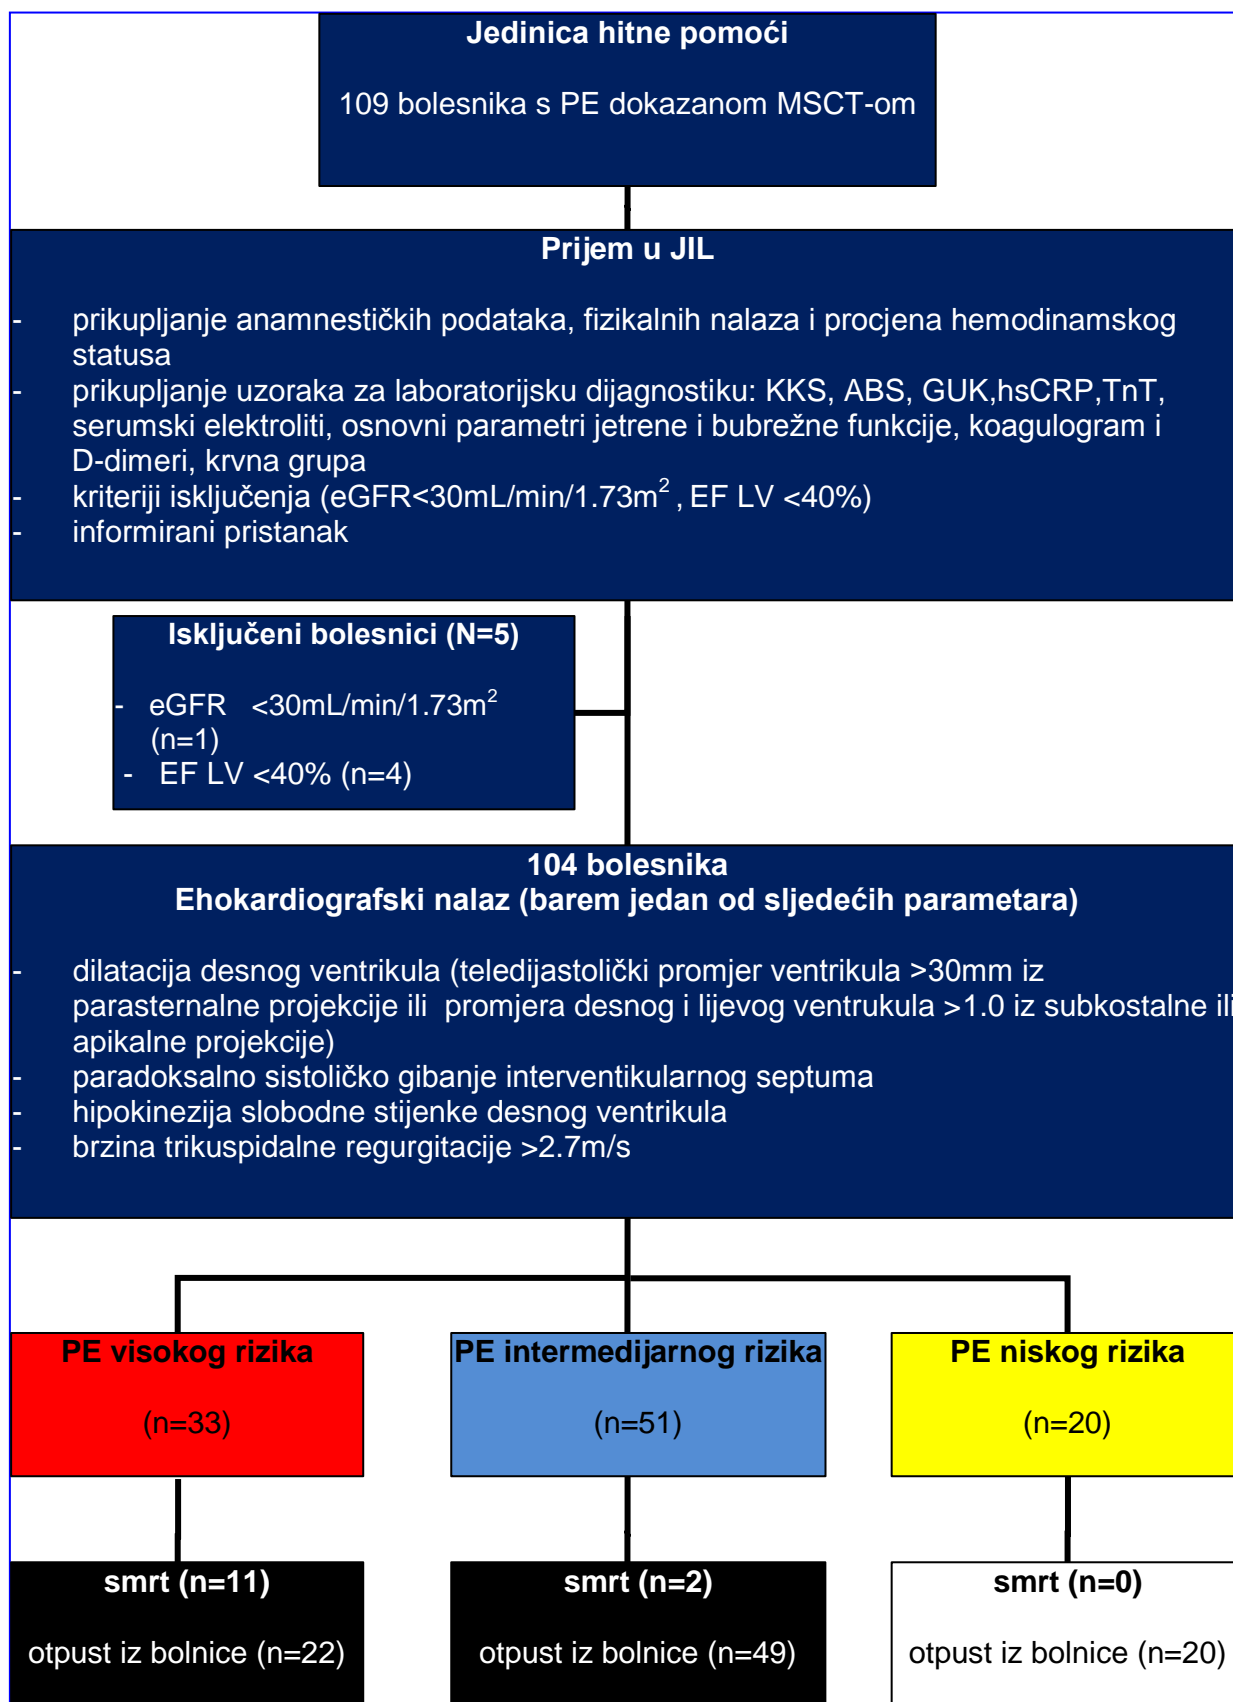 Jedinica hitne pomoći
109 bolesnika s PE dokazanom MSCT-om
Prijem u JIL
- prikupljanje anamnestičkih podataka, fizikalnih nalaza i procjena hemodinamskog
statusa
- prikupljanje uzoraka za laboratorijsku dijagnostiku: KKS, ABS, GUK,hsCRP,TnT,
serumski elektroliti, osnovni parametri jetrene i bubrežne funkcije, koagulogram i
D-dimeri, krvna grupa
- kriteriji isključenja (eGFR<30mL/min/1.73m² , EF LV <40%)
- informirani pristanak
Isključeni bolesnici (N=5)
- eGFR <30mL/min/1.73m²
(n=1)
- EF LV <40% (n=4)
104 bolesnika
Ehokardiografski nalaz (barem jedan od sljedećih parametara)
- dilatacija desnog ventrikula (teledijastolički promjer ventrikula >30mm iz
parasternalne projekcije ili promjera desnog i lijevog ventrukula >1.0 iz subkostalne ili
apikalne projekcije)
- paradoksalno sistoličko gibanje interventikularnog septuma
- hipokinezija slobodne stijenke desnog ventrikula
- brzina trikuspidalne regurgitacije >2.7m/s
PE visokog rizika
(n=33)
PE intermedijarnog rizika
(n=51)
PE niskog rizika
(n=20)
smrt (n=11)
otpust iz bolnice (n=22)
smrt (n=2)
otpust iz bolnice (n=49)
smrt (n=0)
otpust iz bolnice (n=20)